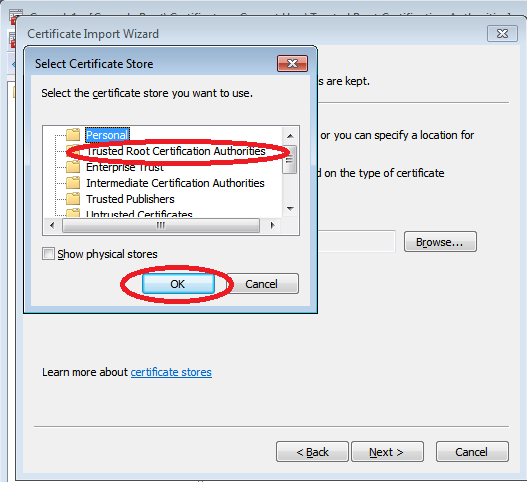 Certificate Import Wizard
Select Certificate Store
Select the certificate store you want to use.
Personal
Trusted Root Certification Authorities
Enterprise Trust
Intermediate Certification Authorities
Trusted Publishers
Untrusted Certificates
Show physical stores
OK
Cancel
s are kept.
or you can specify a location for
d on the type of certificate
Browse...
Learn more about certificate stores
< Back
Next >
Cancel